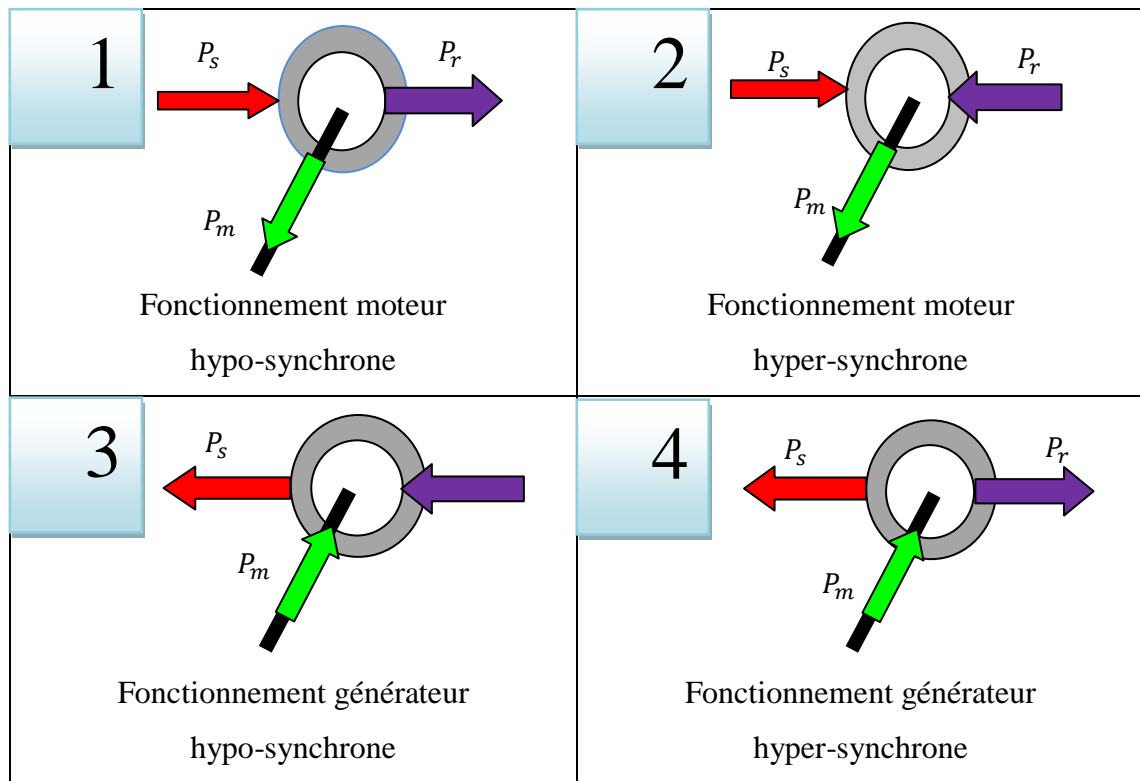 1
P_s
P_r
P_m
Fonctionnement moteur
hypo-synchrone
2
P_s
P_r
P_m
Fonctionnement moteur
hyper-synchrone
3
P_s
P_m
Fonctionnement générateur
hypo-synchrone
4
P_s
P_r
P_m
Fonctionnement générateur
hyper-synchrone